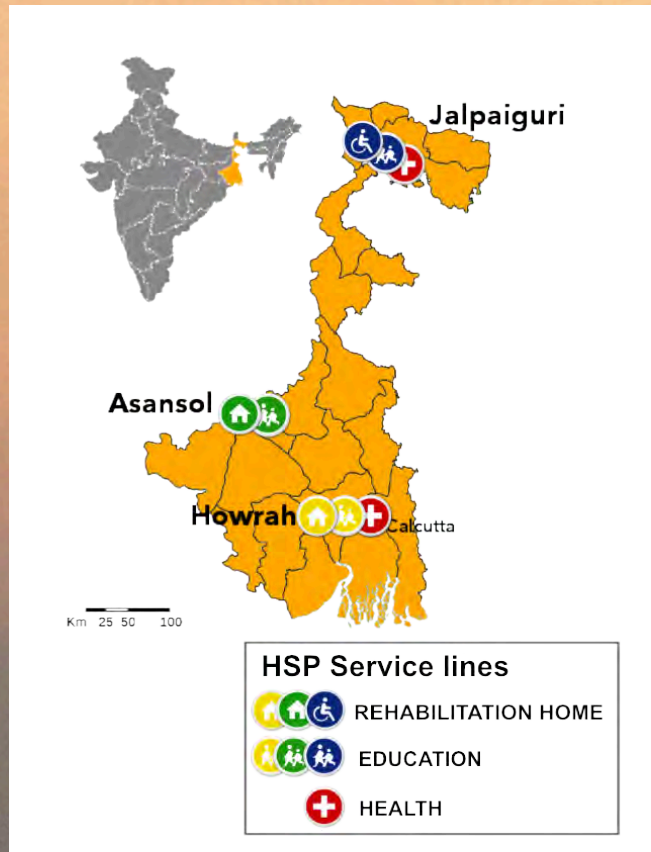 Jalpaiguri
Asansol
Howrah
Calcutta
Km 25 50 100
HSP Service lines
REHABILITATION HOME
EDUCATION
HEALTH